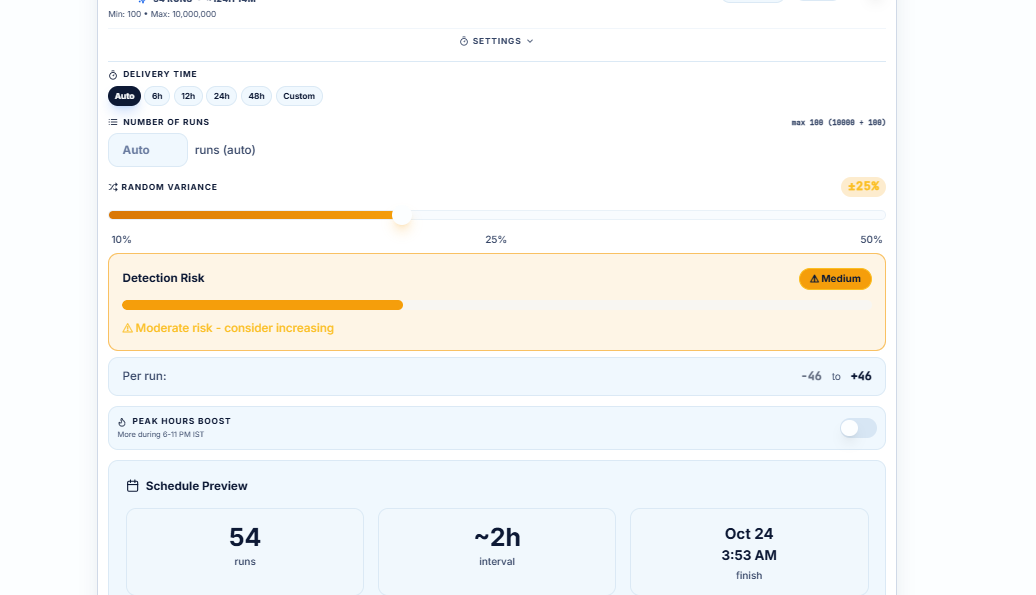 Min: 100 • Max: 10,000,000
SETTINGS
DELIVERY TIME
Auto 6h 12h 24h 48h Custom
NUMBER OF RUNS max 100 (10000 ÷ 100)
Auto runs (auto)
RANDOM VARIANCE ±25%
10% 25% 50%
Detection Risk ⚠ Medium
⚠ Moderate risk - consider increasing
Per run: -46 to +46
PEAK HOURS BOOST
More during 6-11 PM IST
Schedule Preview
54
runs
~2h
interval
Oct 24
3:53 AM
finish